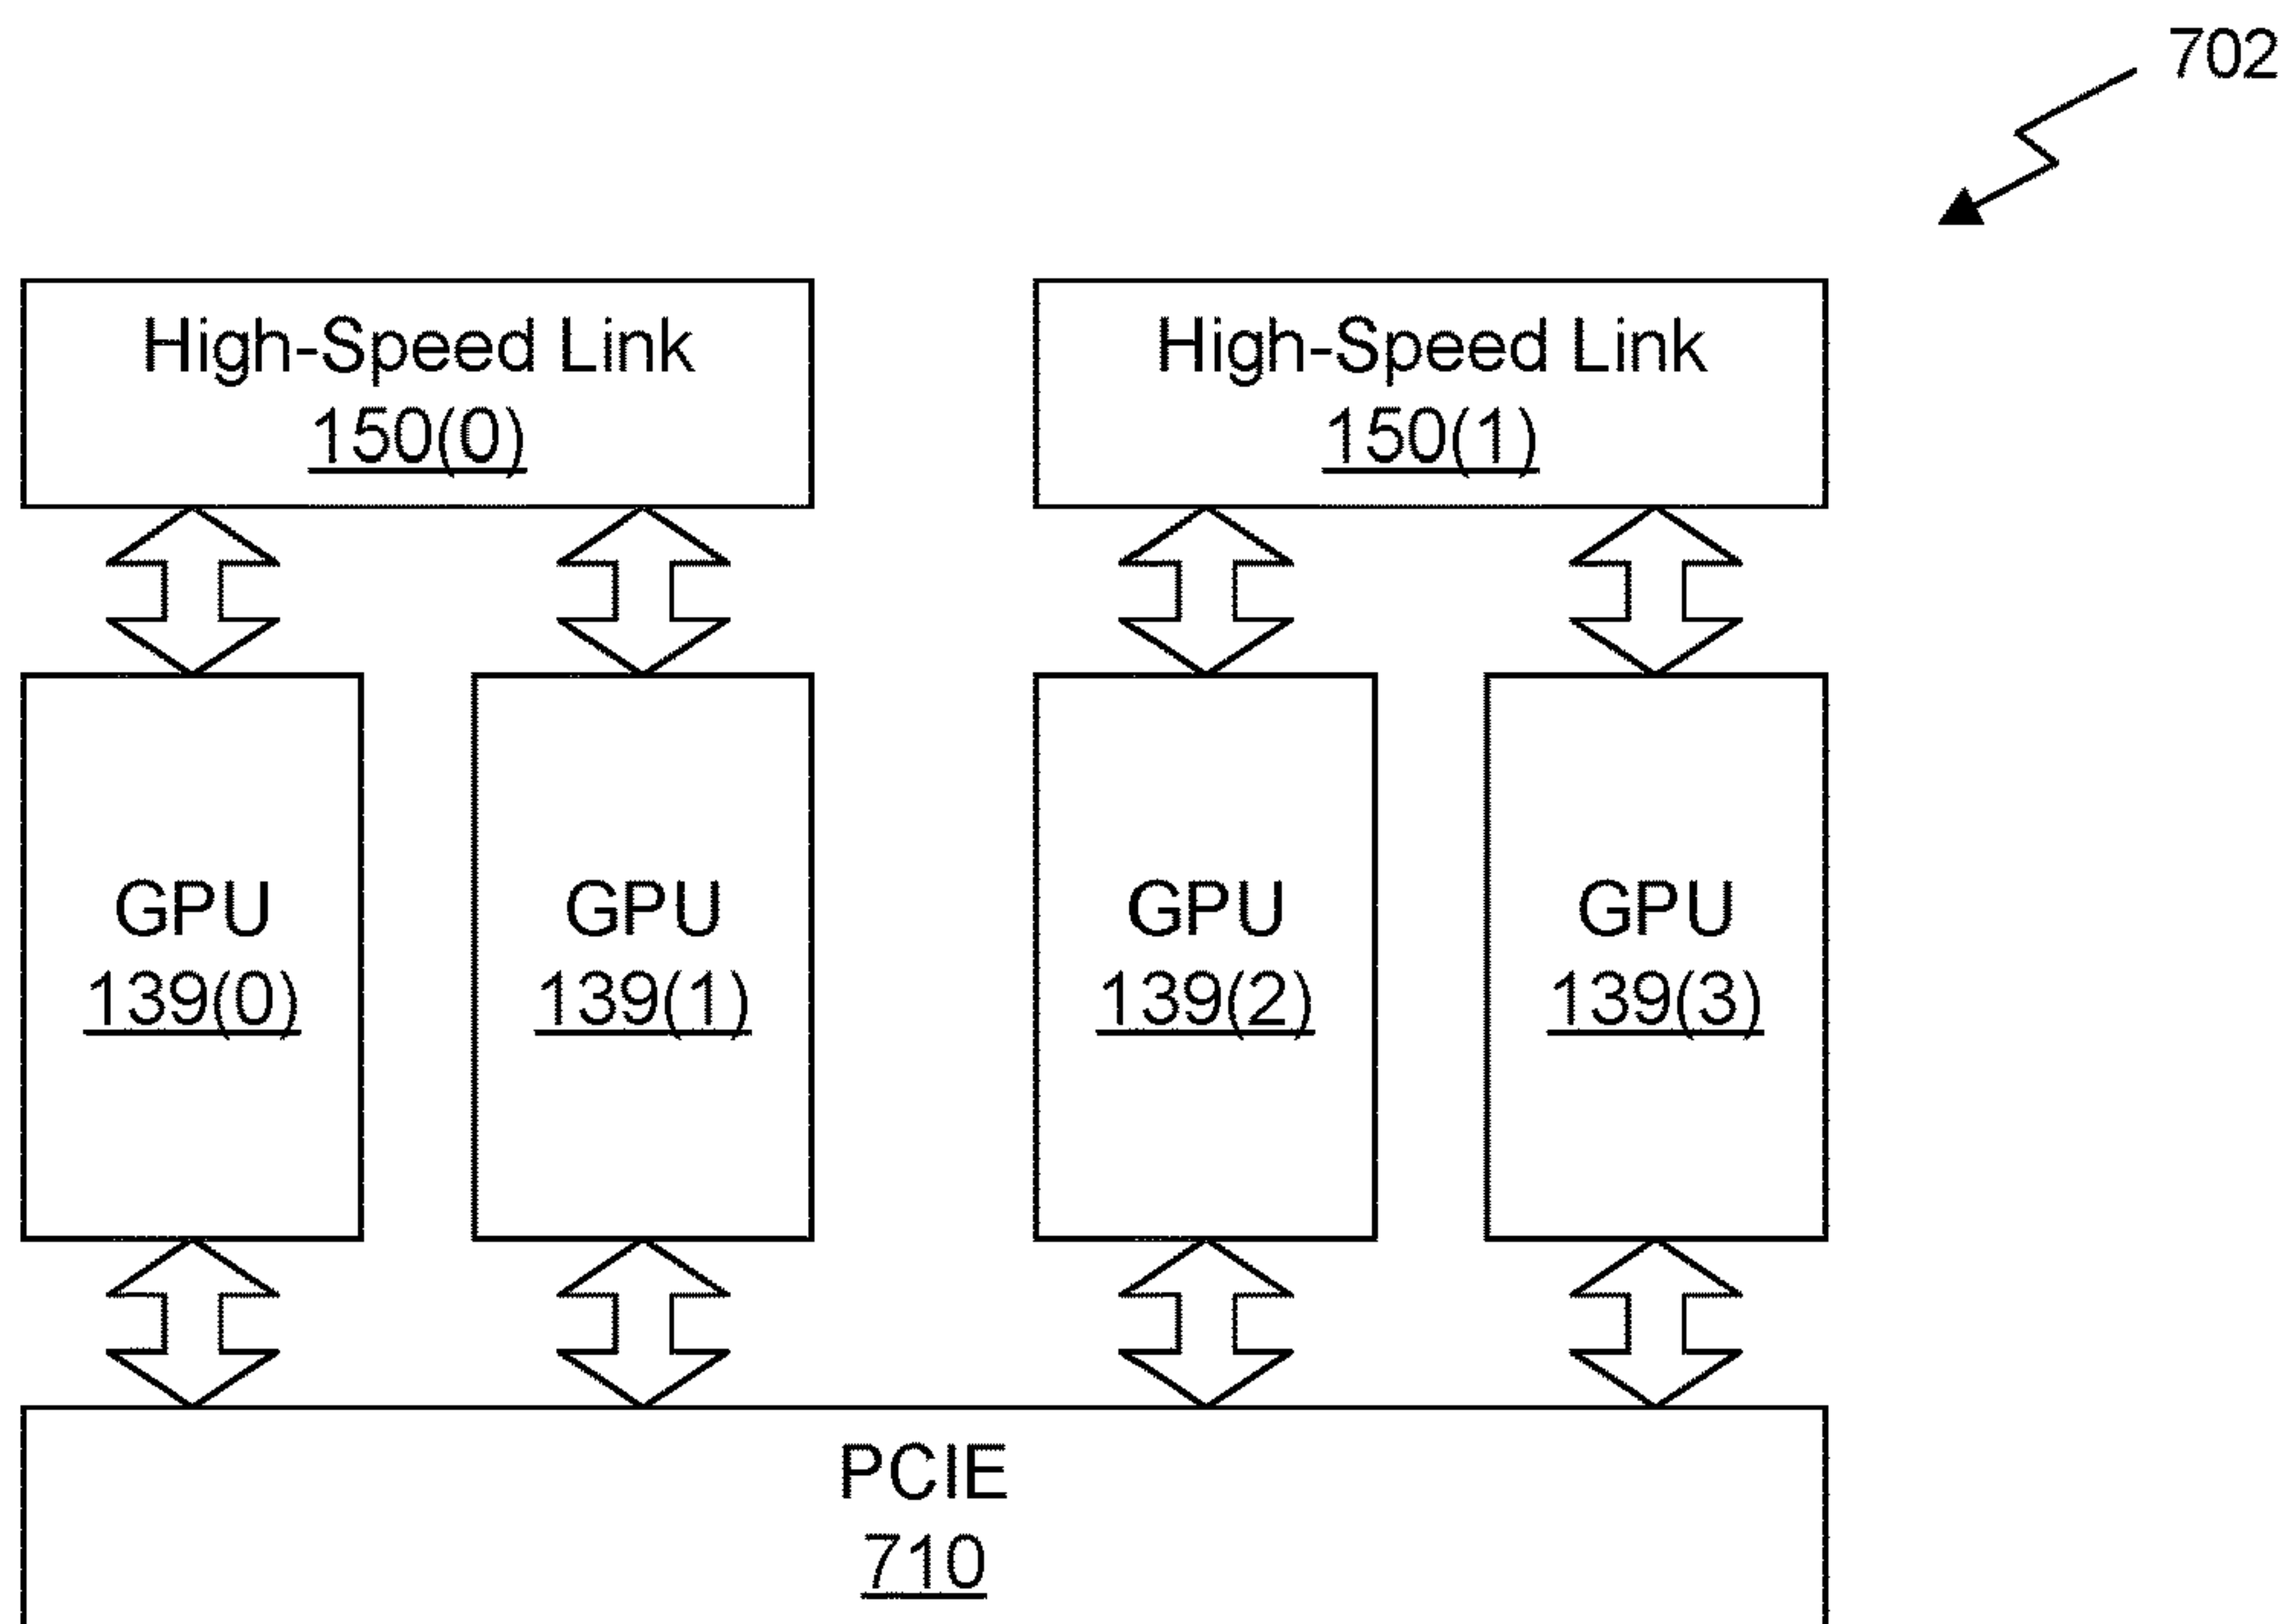 702
High-Speed Link
150(0)
High-Speed Link
150(1)
GPU
139(0)
GPU
139(1)
GPU
139(2)
GPU
139(3)
PCIE
710